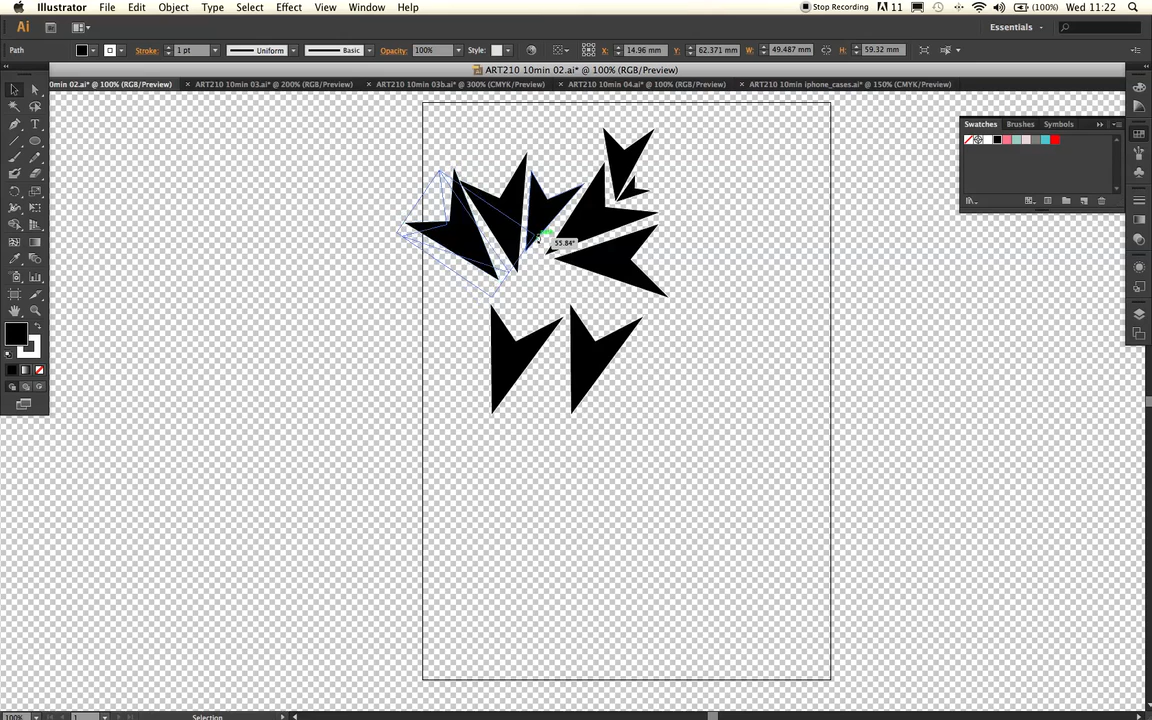 Illustrator File Edit Object Type Select Effect View Window Help Stop Recording 11 (100%) Wed 11:22
Ai Essentials
Path Stroke: 1 pt Uniform Basic Opacity: 100% Style: X: 14.96 mm Y: 62.371 mm W: 49.487 mm H: 59.32 mm
ART210 10min 02.ai* @ 100% (RGB/Preview)
0min 02.ai* @ 100% (RGB/Preview) × ART210 10min 03.ai* @ 200% (RGB/Preview) × ART210 10min 03b.ai* @ 300% (CMYK/Preview) × ART210 10min 04.ai* @ 100% (RGB/Preview) × ART210 10min iphone_cases.ai* @ 150% (CMYK/Preview)
Swatches Brushes Symbols
55.84°
100% 1 Selection